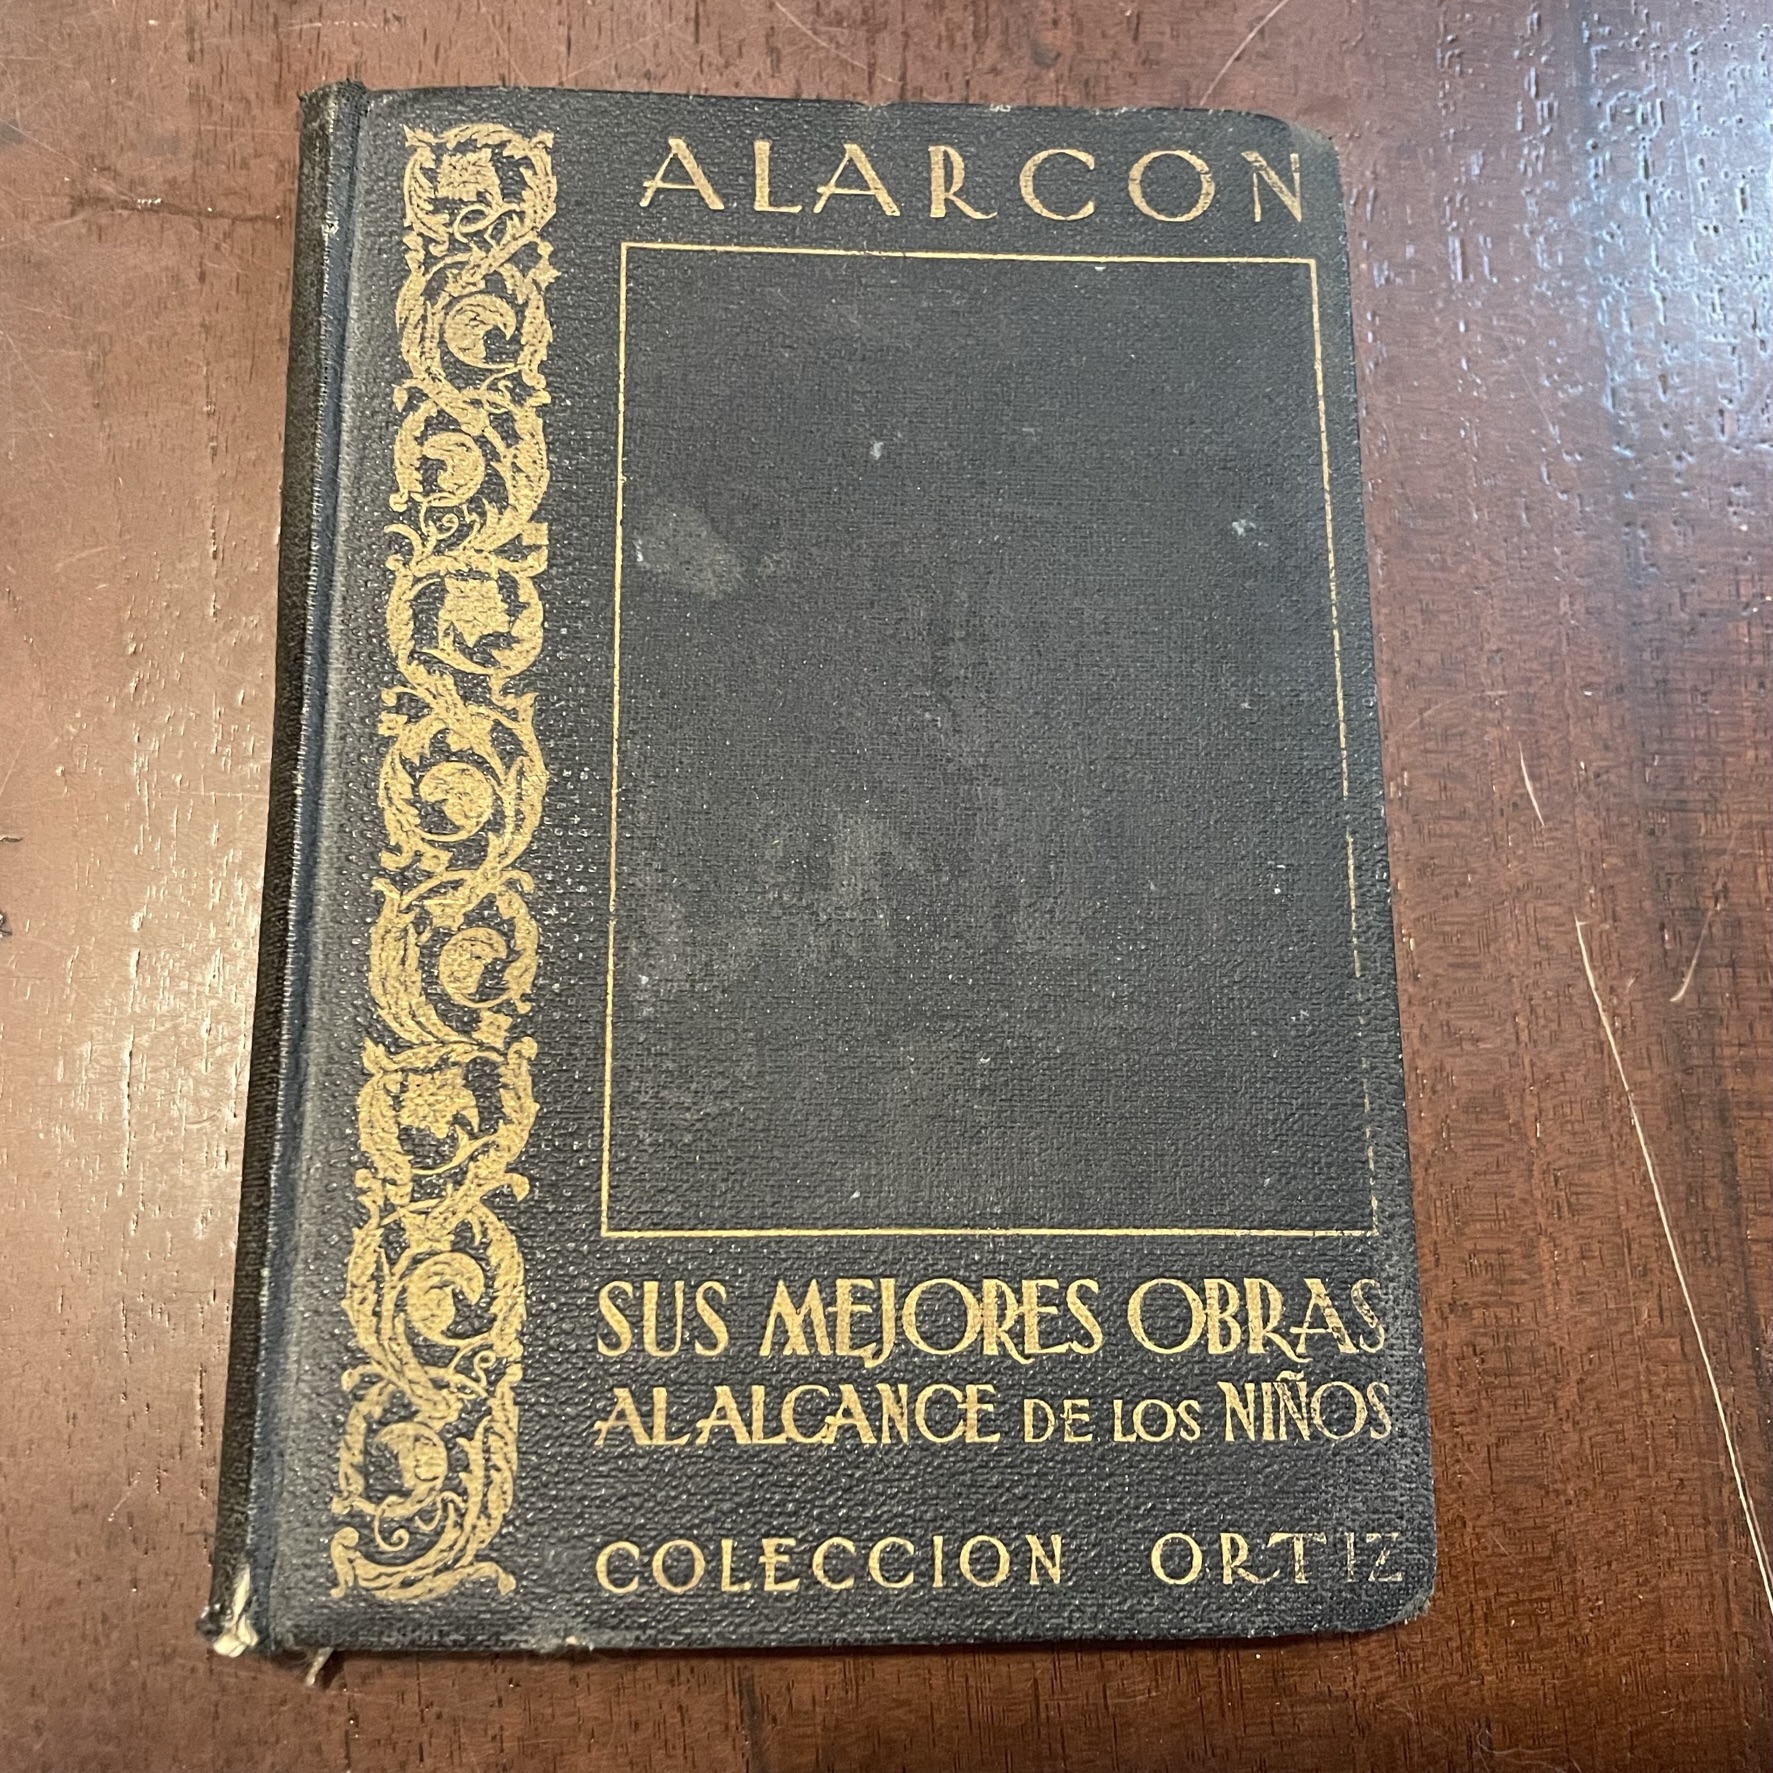 ALARCON
SUS MEJORES OBRAS
AL ALCANCE DE LOS NIÑOS
COLECCION ORTIZ